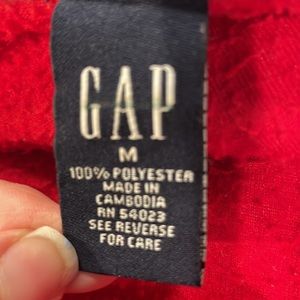 GAP
M
100% POLYESTER
MADE IN
CAMBODIA
RN 54023
SEE REVERSE
FOR CARE